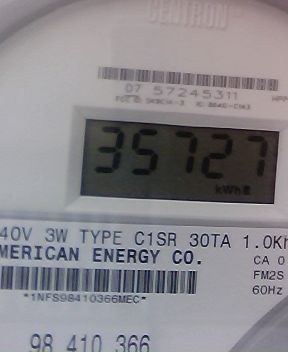 CENTRON
07 57245311
35727
kWh
40V 3W TYPE C1SR 30TA 1.0Kh
MERICAN ENERGY CO.
CA 0
FM2S
60Hz
*1NFS98410366MEC*
98 410 366